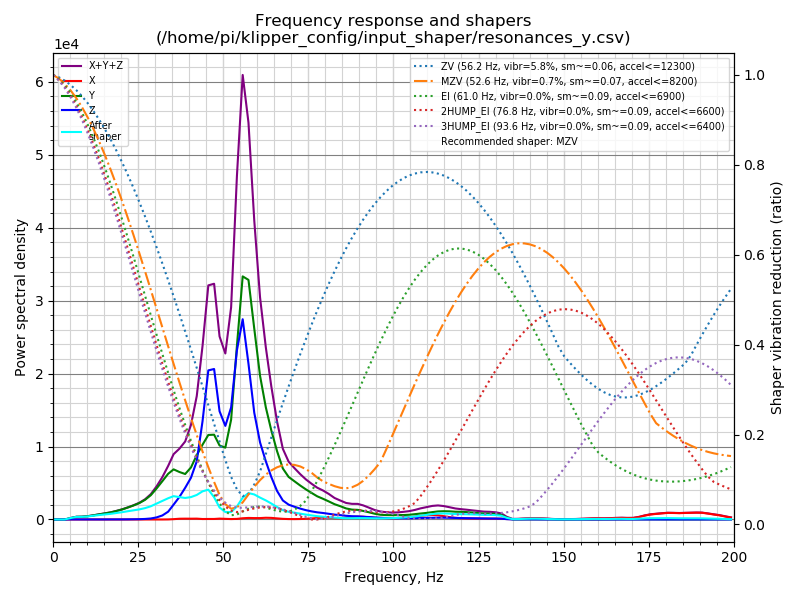 Frequency response and shapers
(/home/pi/klipper_config/input_shaper/resonances_y.csv)
1e4
X+Y+Z
X
Y
Z
After
shaper
ZV (56.2 Hz, vibr=5.8%, sm~=0.06, accel<=12300)
MZV (52.6 Hz, vibr=0.7%, sm~=0.07, accel<=8200)
EI (61.0 Hz, vibr=0.0%, sm~=0.09, accel<=6900)
2HUMP_EI (76.8 Hz, vibr=0.0%, sm~=0.09, accel<=6600)
3HUMP_EI (93.6 Hz, vibr=0.0%, sm~=0.09, accel<=6400)
Recommended shaper: MZV
Power spectral density
6
5
4
3
2
1
0
1.0
0.8
0.6
0.4
0.2
0.0
Shaper vibration reduction (ratio)
0 25 50 75 100 125 150 175 200
Frequency, Hz